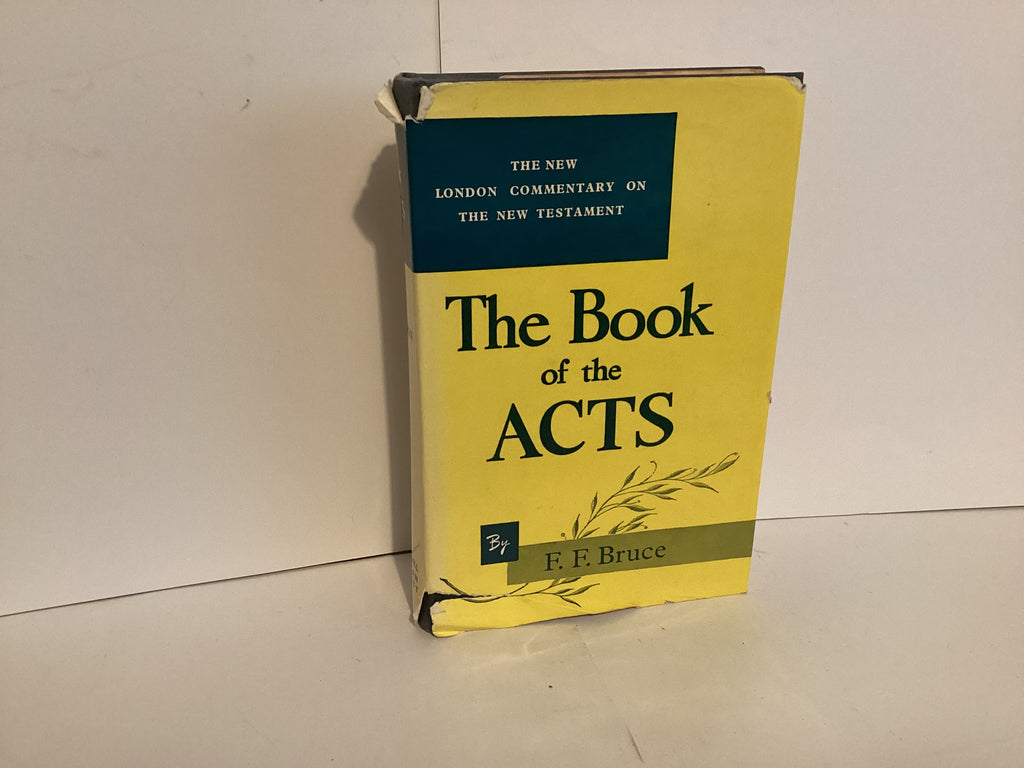 THE NEW
LONDON COMMENTARY ON
THE NEW TESTAMENT
The Book
of the
ACTS
By
F. F. Bruce